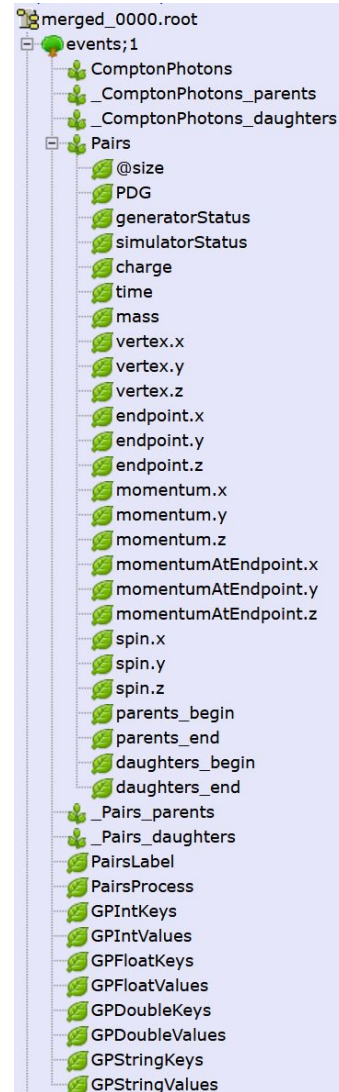 merged_0000.root
events;1
ComptonPhotons
_ComptonPhotons_parents
_ComptonPhotons_daughters
Pairs
@size
PDG
generatorStatus
simulatorStatus
charge
time
mass
vertex.x
vertex.y
vertex.z
endpoint.x
endpoint.y
endpoint.z
momentum.x
momentum.y
momentum.z
momentumAtEndpoint.x
momentumAtEndpoint.y
momentumAtEndpoint.z
spin.x
spin.y
spin.z
parents_begin
parents_end
daughters_begin
daughters_end
_Pairs_parents
_Pairs_daughters
PairsLabel
PairsProcess
GPIntKeys
GPIntValues
GPFloatKeys
GPFloatValues
GPDoubleKeys
GPDoubleValues
GPStringKeys
GPStringValues